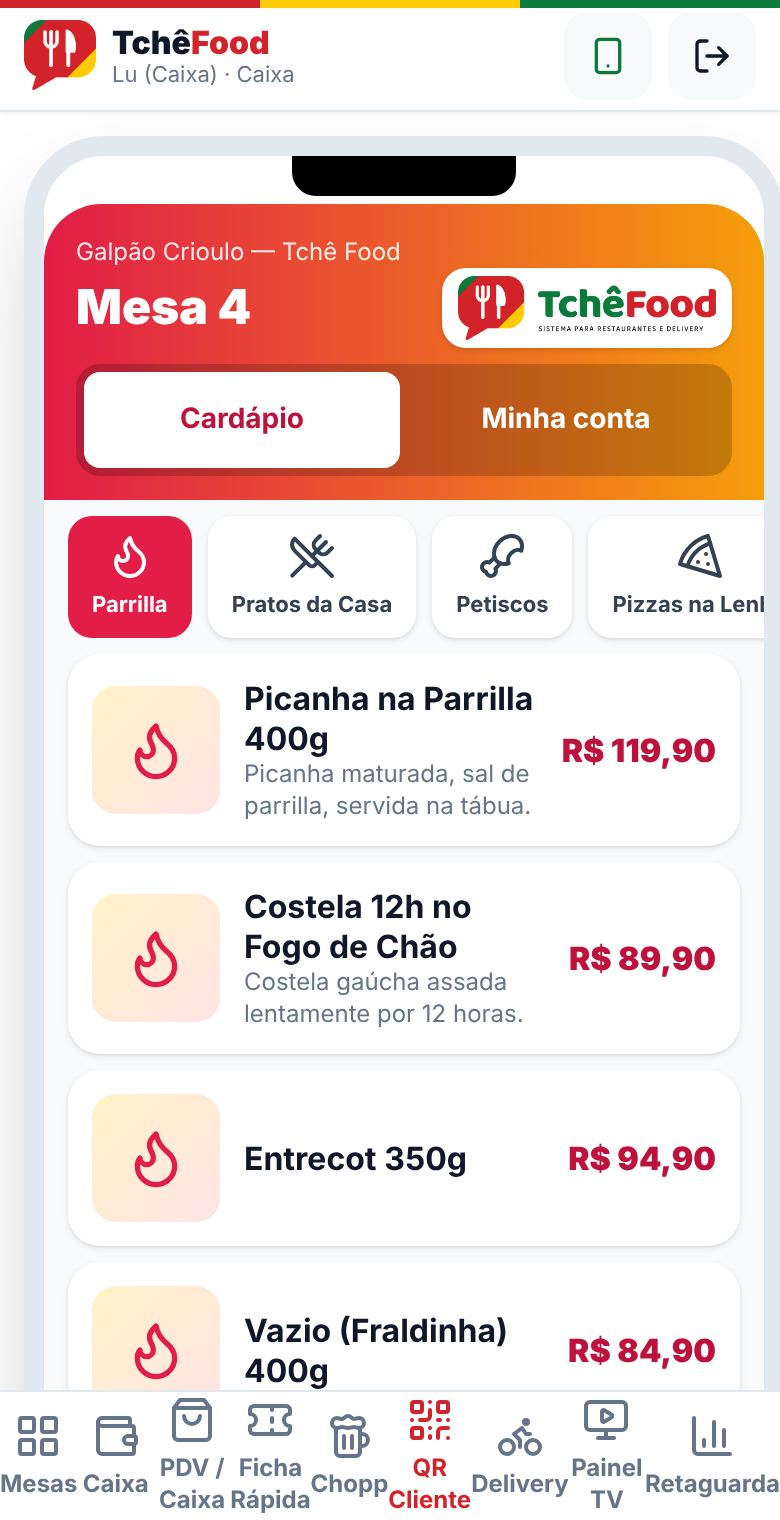 TchêFood
Lu (Caixa) · Caixa
Galpão Crioulo — Tchê Food
Mesa 4
TchêFood
SISTEMA PARA RESTAURANTES E DELIVERY
Cardápio
Minha conta
Parrilla
Pratos da Casa
Petiscos
Pizzas na Lenh
Picanha na Parrilla
400g
Picanha maturada, sal de
parrilla, servida na tábua.
R$ 119,90
Costela 12h no
Fogo de Chão
Costela gaúcha assada
lentamente por 12 horas.
R$ 89,90
Entrecot 350g
R$ 94,90
Vazio (Fraldinha)
400g
R$ 84,90
Mesas
Caixa
PDV /
Caixa
Ficha
Rápida
Chopp
QR
Cliente
Delivery
Painel
TV
Retaguarda